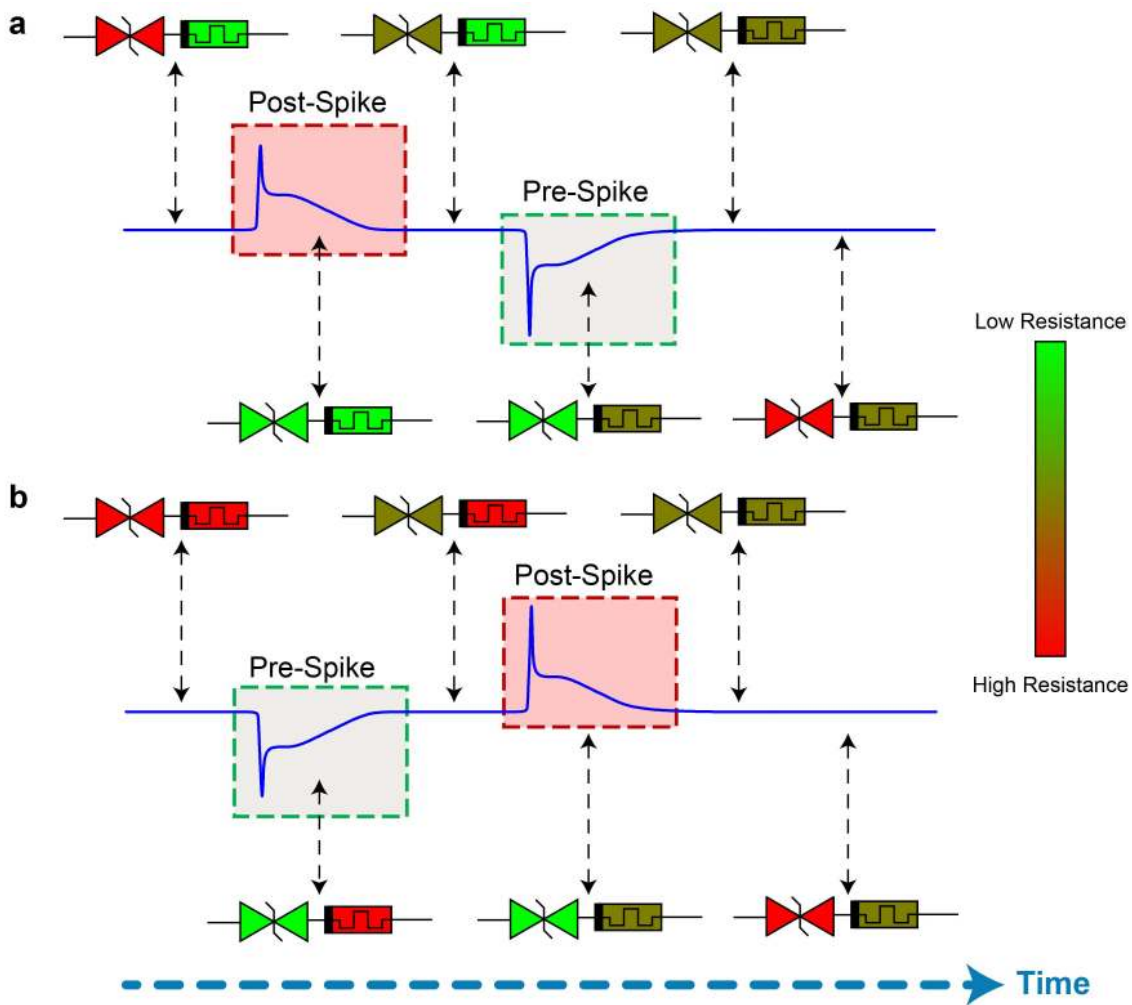 a
Post-Spike
Pre-Spike
Low Resistance
High Resistance
b
Post-Spike
Pre-Spike
Time